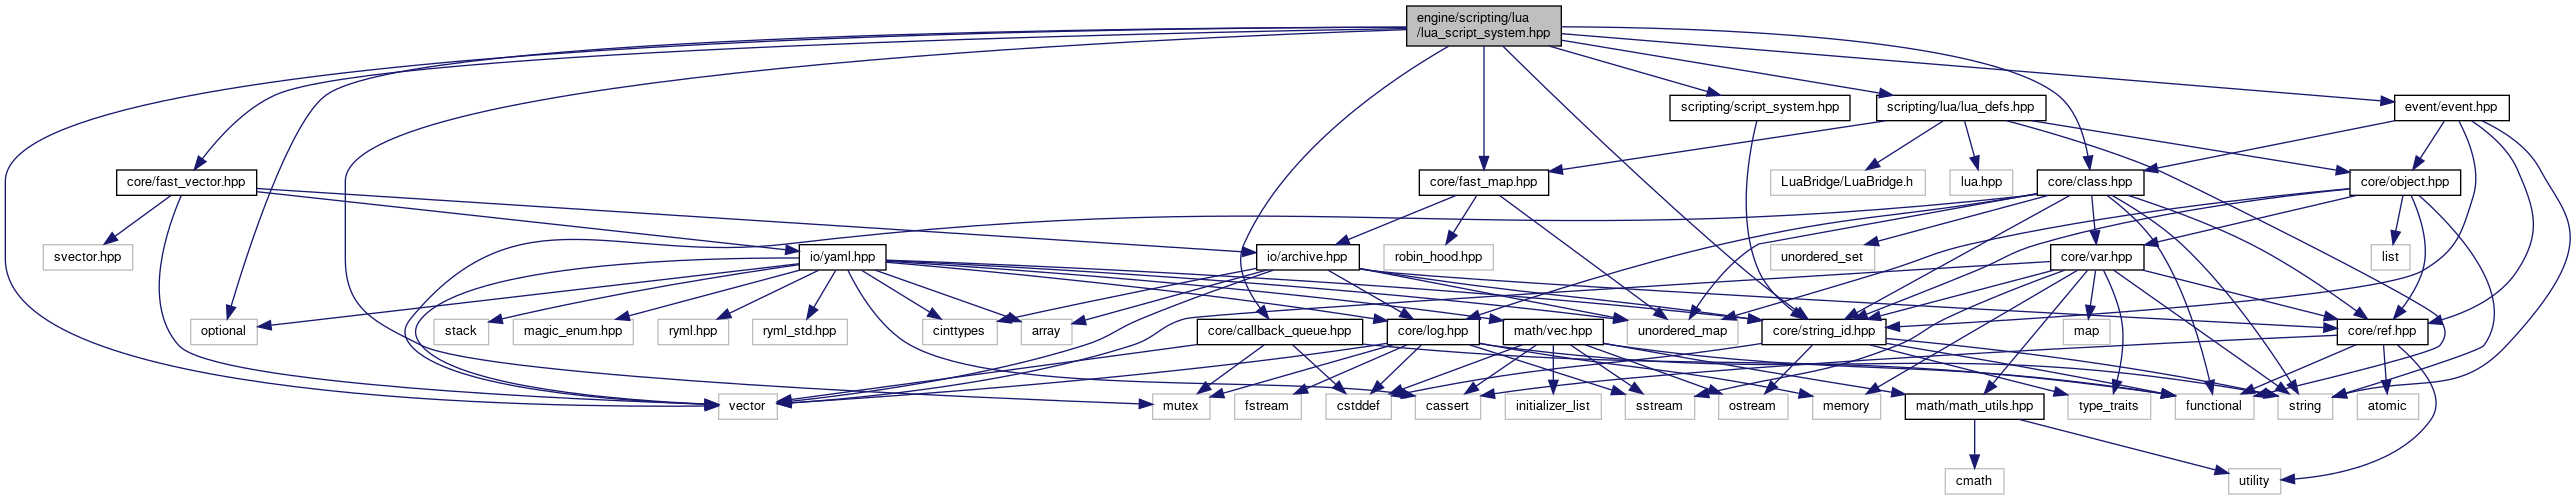 engine/scripting/lua
/lua_script_system.hpp
scripting/script_system.hpp
scripting/lua/lua_defs.hpp
event/event.hpp
core/fast_vector.hpp
core/fast_map.hpp
LuaBridge/LuaBridge.h
lua.hpp
core/class.hpp
core/object.hpp
svector.hpp
io/yaml.hpp
io/archive.hpp
robin_hood.hpp
unordered_set
core/var.hpp
list
optional
stack
magic_enum.hpp
ryml.hpp
ryml_std.hpp
cinttypes
array
core/callback_queue.hpp
core/log.hpp
math/vec.hpp
unordered_map
core/string_id.hpp
map
core/ref.hpp
vector
mutex
fstream
cstddef
cassert
initializer_list
sstream
ostream
memory
math/math_utils.hpp
type_traits
functional
string
atomic
cmath
utility